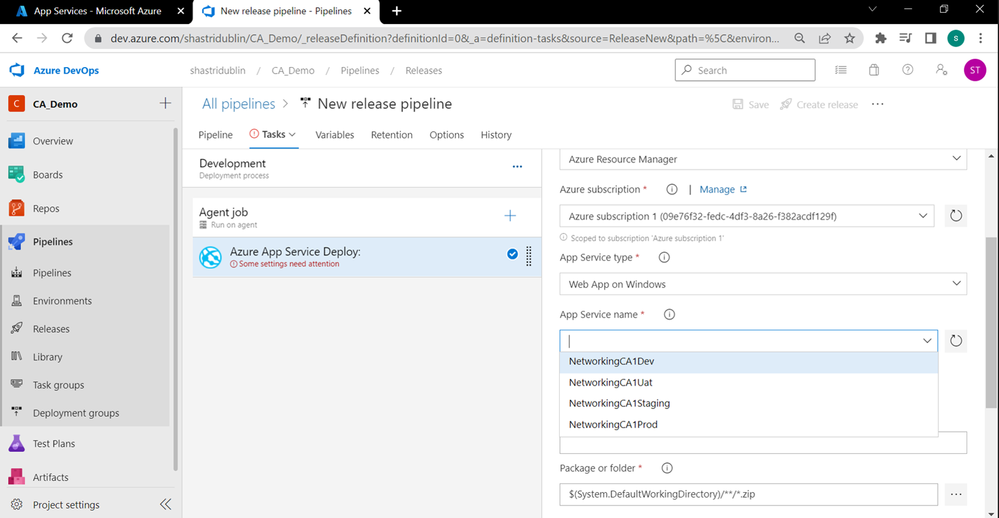 App Services - Microsoft Azure
New release pipeline - Pipelines
dev.azure.com/shastridublin/CA_Demo/_releaseDefinition?definitionId=0&_a=definition-tasks&source=ReleaseNew&path=%5C&environ...
S
Azure DevOps
shastridublin / CA_Demo / Pipelines / Releases
Search
ST
C CA_Demo
All pipelines > New release pipeline
Save
Create release
...
Pipeline
Tasks
Variables
Retention
Options
History
Overview
Boards
Repos
Pipelines
Pipelines
Environments
Releases
Library
Task groups
Deployment groups
Test Plans
Artifacts
Project settings
Development
Deployment process
...
Agent job
Run on agent
Azure App Service Deploy:
Some settings need attention
Azure Resource Manager
Azure subscription * | Manage
Azure subscription 1 (09e76f32-fedc-4df3-8a26-f382acdf129f)
Scoped to subscription 'Azure subscription 1'
App Service type *
Web App on Windows
App Service name *
NetworkingCA1Dev
NetworkingCA1Uat
NetworkingCA1Staging
NetworkingCA1Prod
Package or folder *
$(System.DefaultWorkingDirectory)/**/*.zip
...